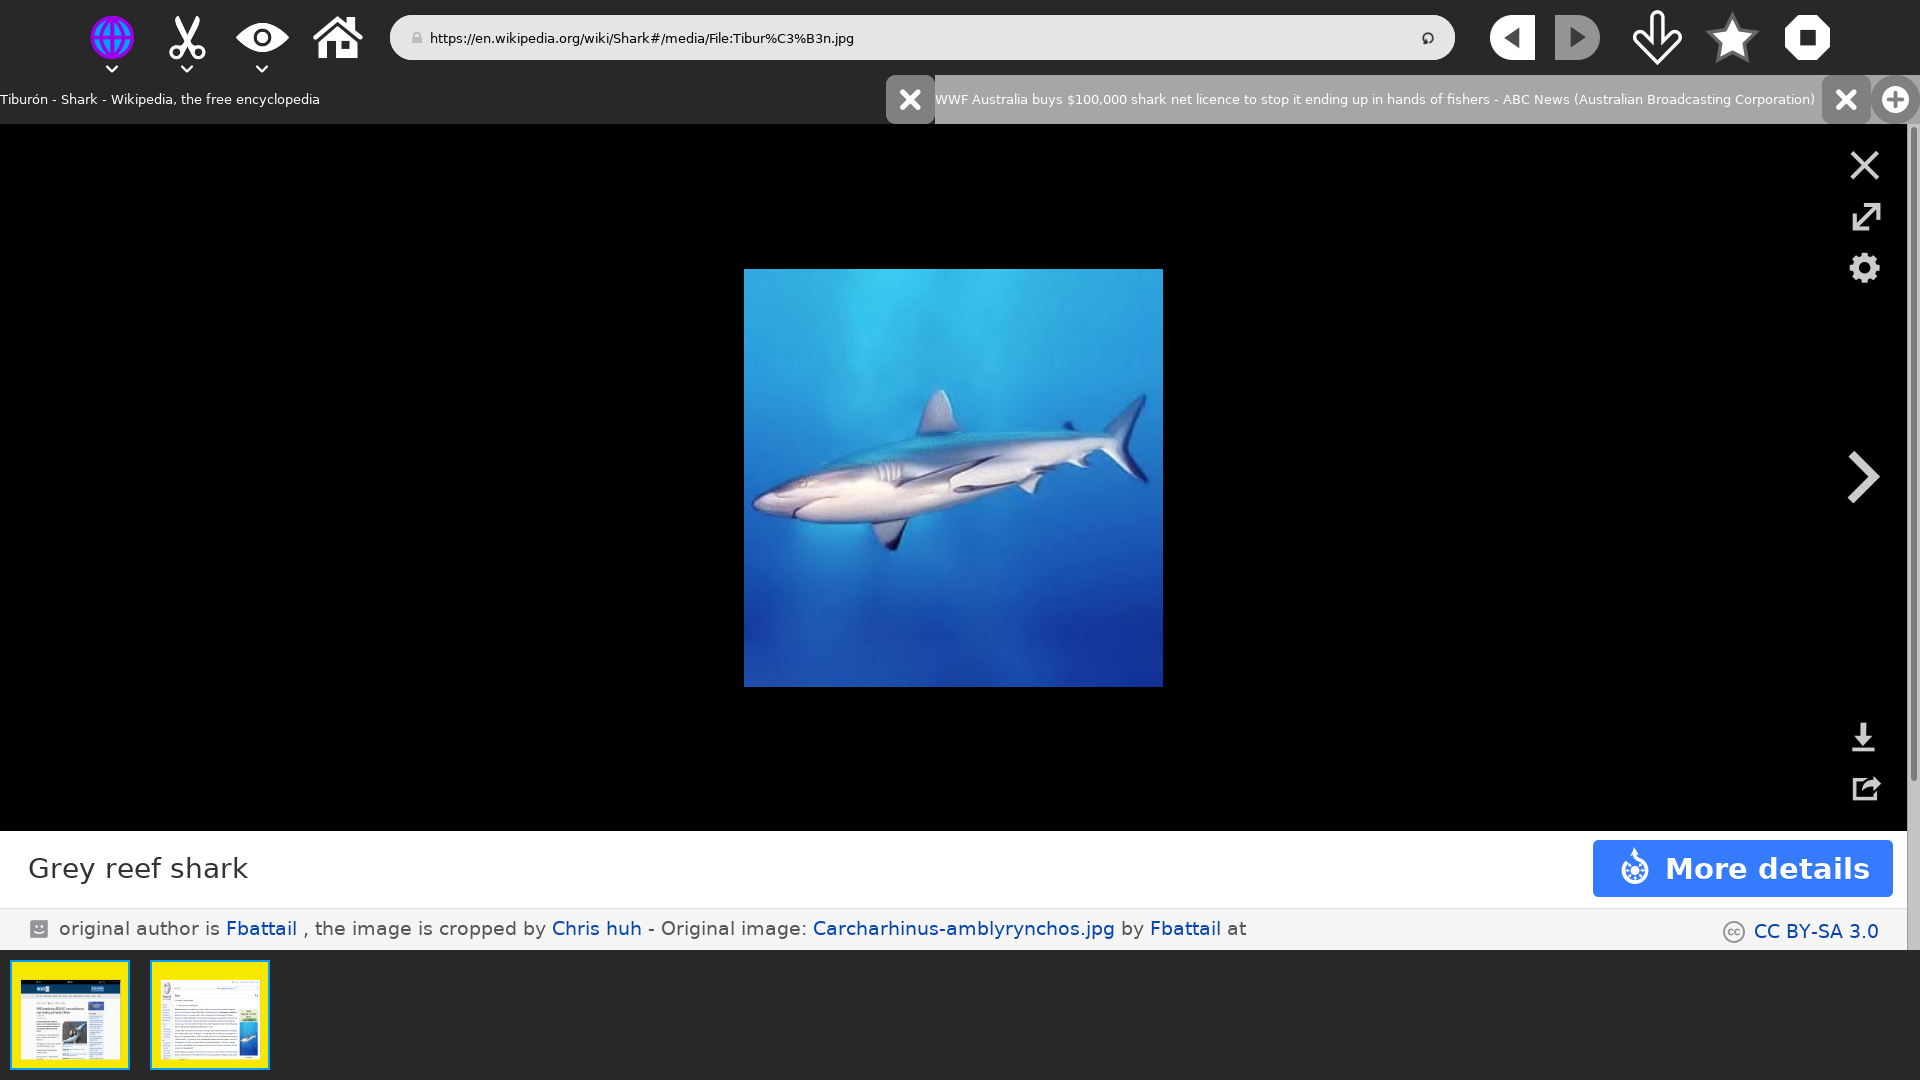 https://en.wikipedia.org/wiki/Shark#/media/File:Tibur%C3%B3n.jpg
Tiburón - Shark - Wikipedia, the free encyclopedia
WWF Australia buys $100,000 shark net licence to stop it ending up in hands of fishers - ABC News (Australian Broadcasting Corporation)
Grey reef shark
More details
original author is Fbattail , the image is cropped by Chris huh - Original image: Carcharhinus-amblyrynchos.jpg by Fbattail at
cc CC BY-SA 3.0